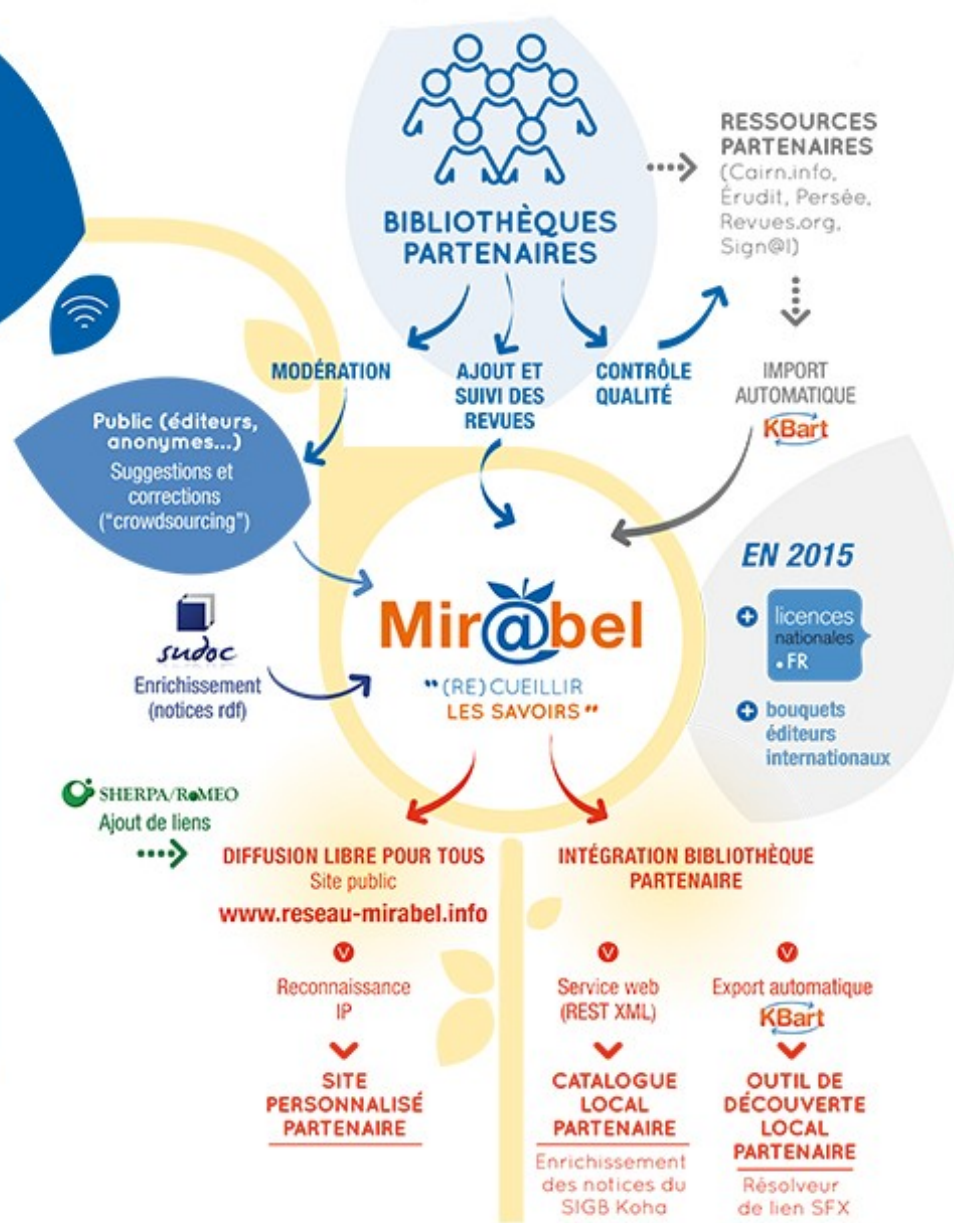 BIBLIOTHÈQUES
PARTENAIRES
RESSOURCES
PARTENAIRES
(Cairn.info,
Érudit, Persée,
Revues.org,
Sign@l)
MODÉRATION
AJOUT ET
SUIVI DES
REVUES
CONTRÔLE
QUALITÉ
IMPORT
AUTOMATIQUE
KBart
Public (éditeurs,
anonymes...)
Suggestions et
corrections
("crowdsourcing")
sudoc
Enrichissement
(notices rdf)
Mir@bel
"(RE)CUEILLIR
LES SAVOIRS"
EN 2015
+ licences
nationales
.FR
+ bouquets
éditeurs
internationaux
SHERPA/RoMEO
Ajout de liens
DIFFUSION LIBRE POUR TOUS
Site public
www.reseau-mirabel.info
INTÉGRATION BIBLIOTHÈQUE
PARTENAIRE
Reconnaissance
IP
SITE
PERSONNALISÉ
PARTENAIRE
Service web
(REST XML)
CATALOGUE
LOCAL
PARTENAIRE
Enrichissement
des notices du
SIGB Koha
Export automatique
KBart
OUTIL DE
DÉCOUVERTE
LOCAL
PARTENAIRE
Résolveur
de lien SFX